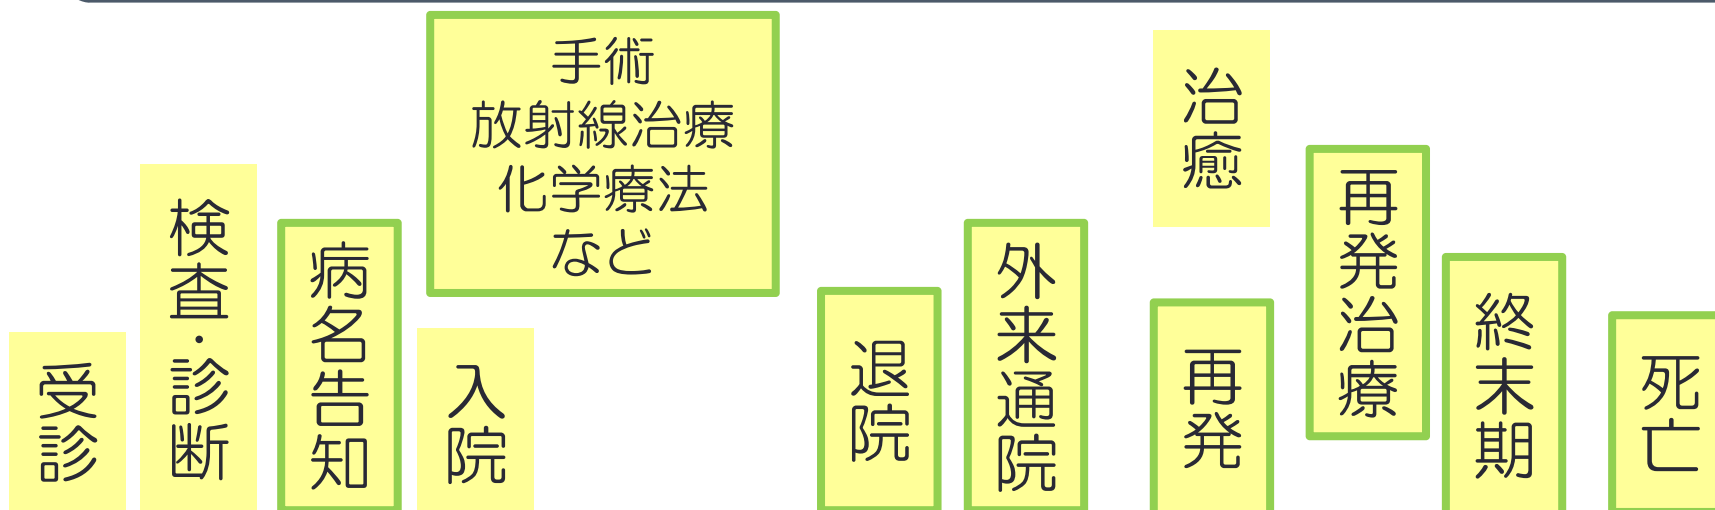 受診
検査・診断
病名告知
手術
放射線治療
化学療法
など
入院
退院
外来通院
治癒
再発
再発治療
終末期
死亡